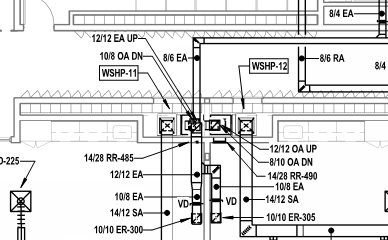 8/4 EA
12/12 EA UP
10/8 OA DN
8/6 EA
8/6 RA
8/4
WSHP-11
WSHP-12
12/12 OA UP
8/10 OA DN
14/28 RR-485
14/28 RR-490
D-225
12/12 EA
10/8 EA
10/8 EA
VD
VD
14/12 SA
14/12 SA
10/10 ER-300
10/10 ER-305